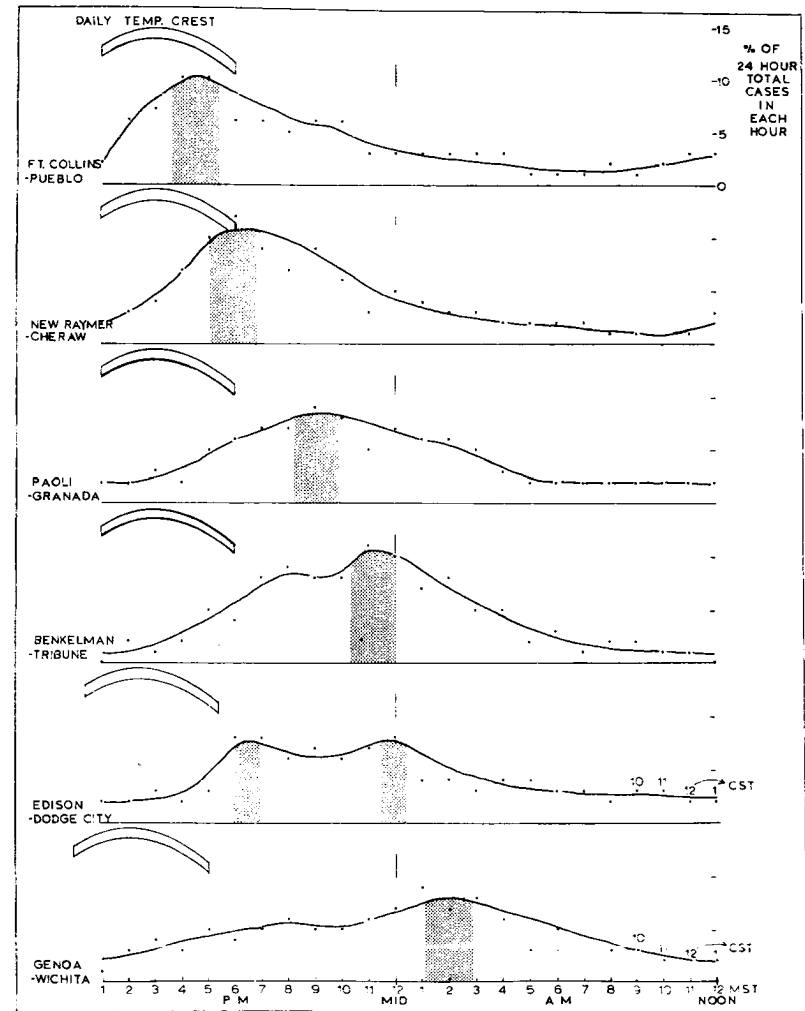 DAILY TEMP. CREST
-15
% OF
24 HOUR
TOTAL
CASES
IN
EACH
HOUR
-10
-5
-0
FT. COLLINS
-PUEBLO
NEW RAYMER
-CHERAW
PAOLI
-GRANADA
BENKELMAN
-TRIBUNE
10 11 12 1 CST
EDISON
-DODGE CITY
10 11 12 1 CST
GENOA
-WICHITA
1 2 3 4 5 6 7 8 9 10 11 12 1 2 3 4 5 6 7 8 9 10 11 12 MST
P M MID A M NOON